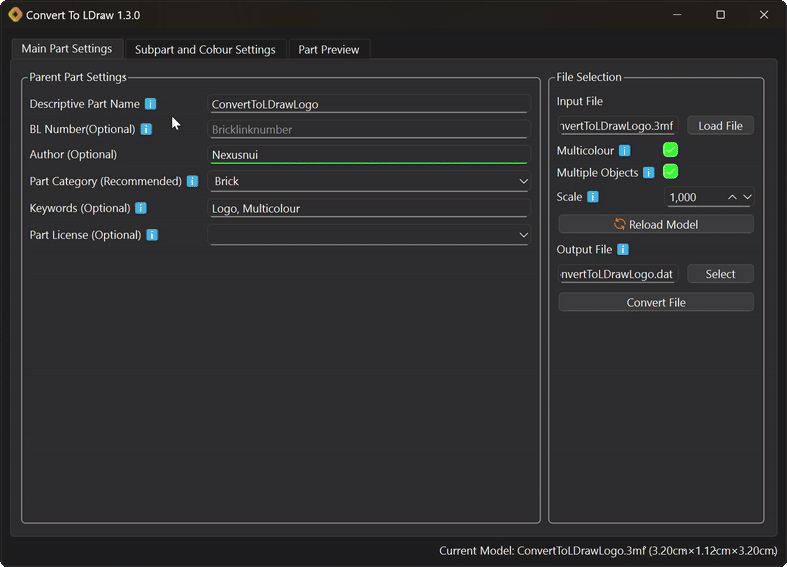 Convert To LDraw 1.3.0
Main Part Settings
Subpart and Colour Settings
Part Preview
Parent Part Settings
Descriptive Part Name
ConvertToLDrawLogo
BL Number(Optional)
Bricklinknumber
Author (Optional)
Nexusnui
Part Category (Recommended)
Brick
Keywords (Optional)
Logo, Multicolour
Part License (Optional)
File Selection
Input File
nvertToLDrawLogo.3mf
Load File
Multicolour
Multiple Objects
Scale
1,000
Reload Model
Output File
nvertToLDrawLogo.dat
Select
Convert File
Current Model: ConvertToLDrawLogo.3mf (3.20cm×1.12cm×3.20cm)